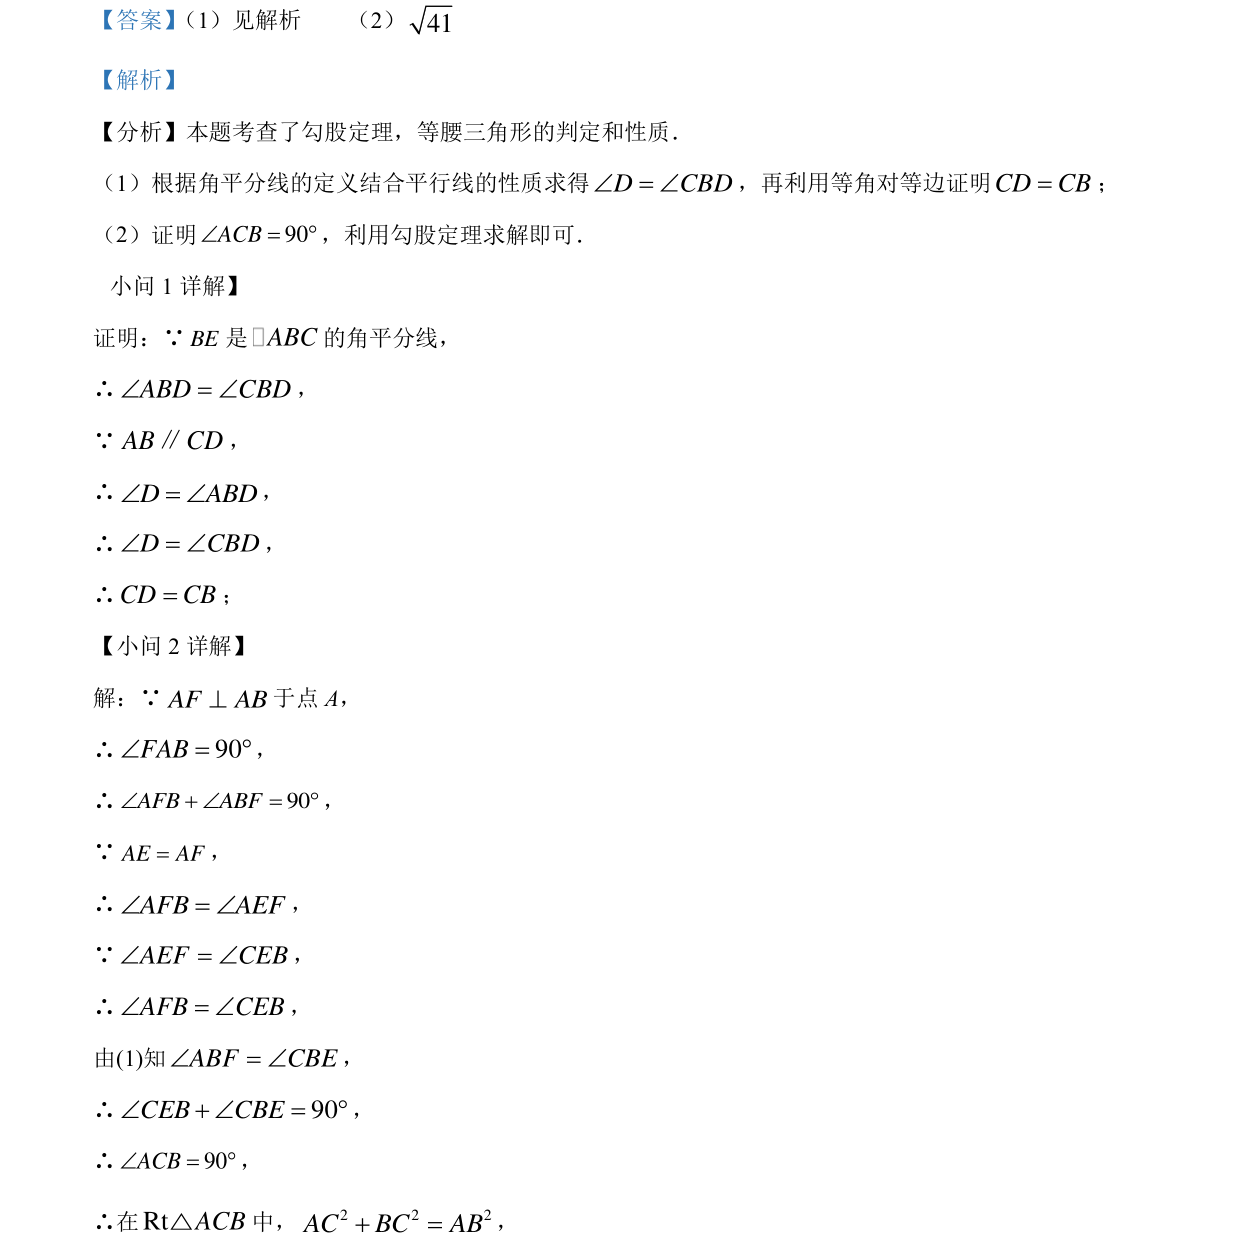 【答案】（1）见解析 （2）√41
【解析】
【分析】本题考查了勾股定理，等腰三角形的判定和性质．
（1）根据角平分线的定义结合平行线的性质求得∠D=∠CBD，再利用等角对等边证明CD=CB；
（2）证明∠ACB=90°，利用勾股定理求解即可．
小问 1 详解】
证明：∵BE 是□ABC 的角平分线，
∴∠ABD=∠CBD，
∵AB∥CD，
∴∠D=∠ABD，
∴∠D=∠CBD，
∴CD=CB；
【小问 2 详解】
解：∵AF⊥AB 于点 A，
∴∠FAB=90°，
∴∠AFB+∠ABF=90°，
∵AE=AF，
∴∠AFB=∠AEF，
∵∠AEF=∠CEB，
∴∠AFB=∠CEB，
由(1)知∠ABF=∠CBE，
∴∠CEB+∠CBE=90°，
∴∠ACB=90°，
∴在Rt△ACB 中，AC²+BC²=AB²，